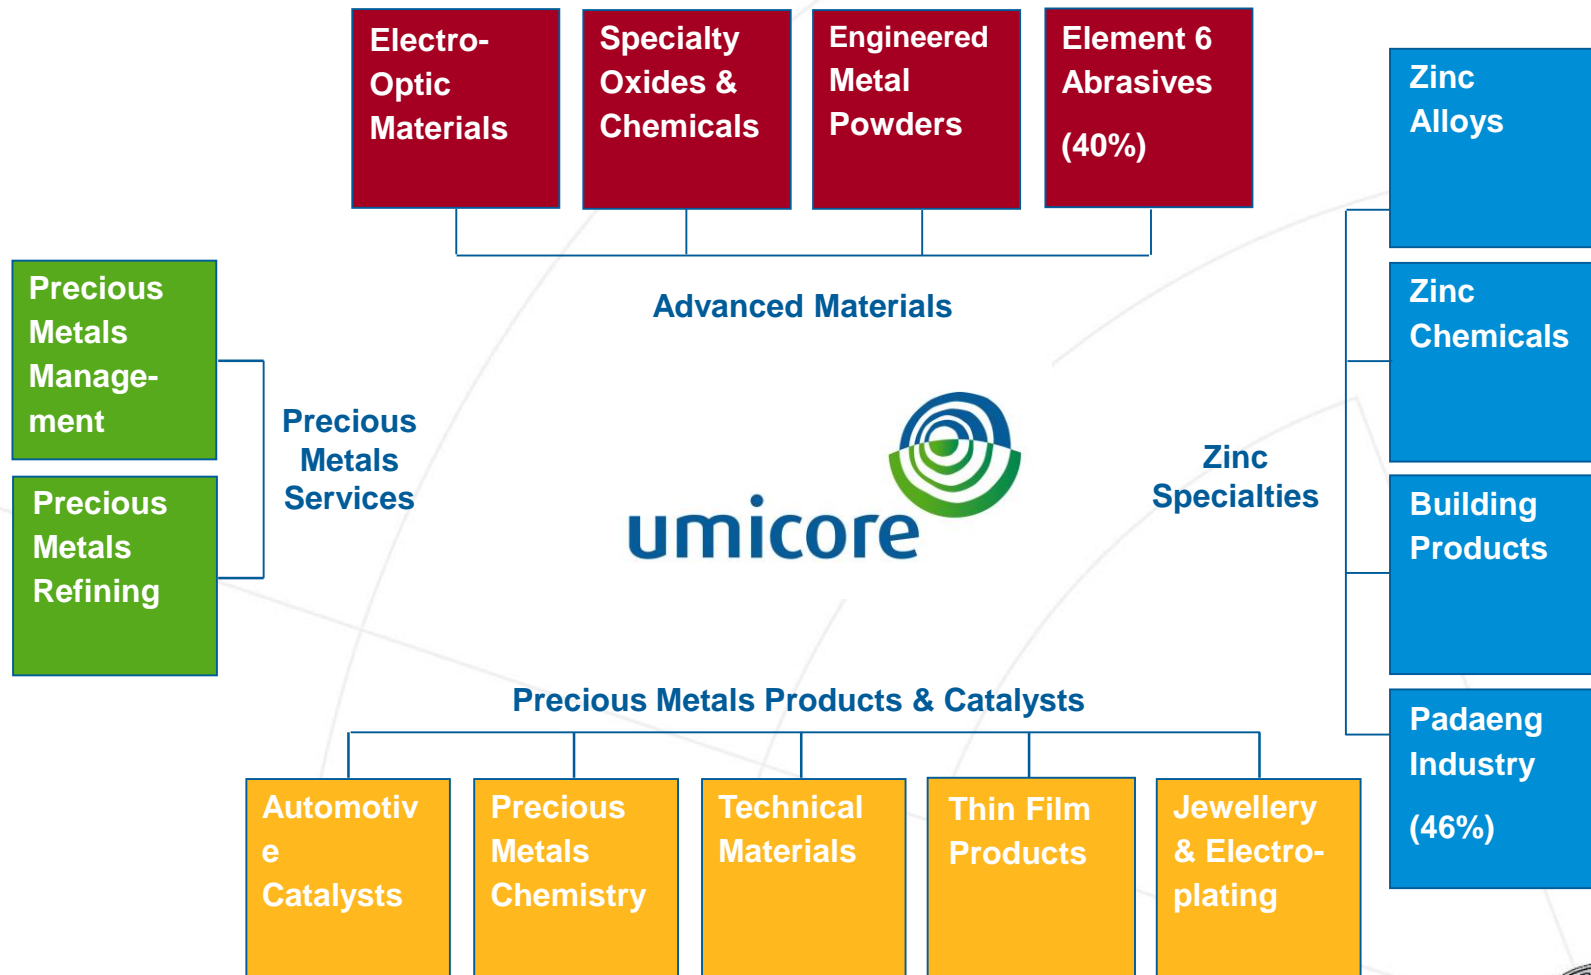 Electro-
Optic
Materials
Specialty
Oxides &
Chemicals
Engineered
Metal
Powders
Element 6
Abrasives
(40%)
Advanced Materials
Precious
Metals
Manage-
ment
Precious
Metals
Refining
Precious
Metals
Services
umicore
Zinc
Specialties
Zinc
Alloys
Zinc
Chemicals
Building
Products
Padaeng
Industry
(46%)
Precious Metals Products & Catalysts
Automotiv
e
Catalysts
Precious
Metals
Chemistry
Technical
Materials
Thin Film
Products
Jewellery
& Electro-
plating